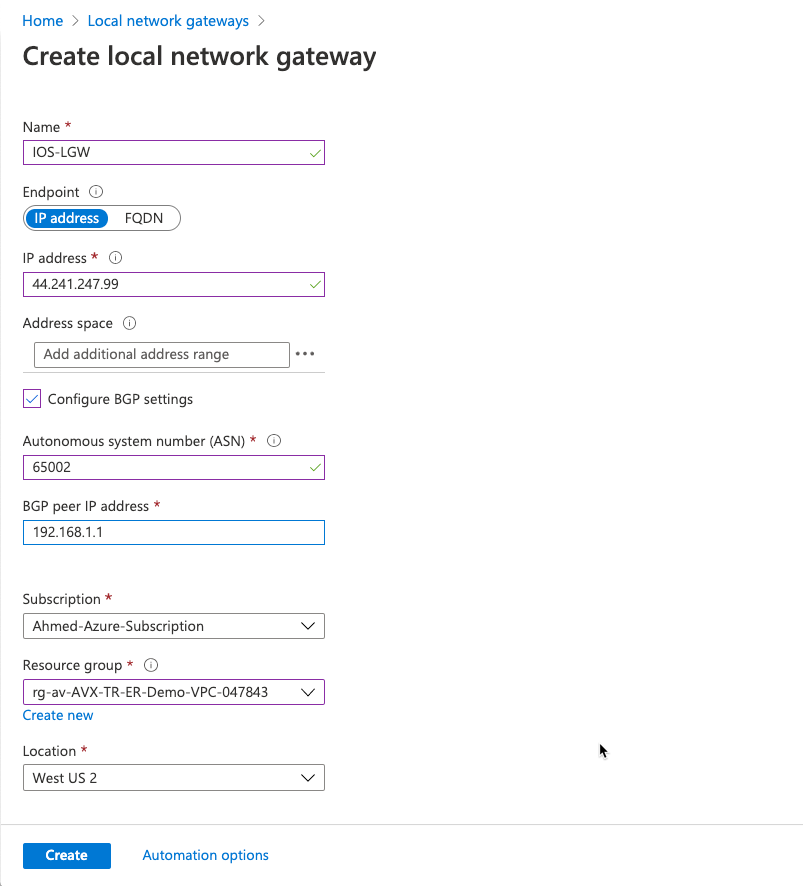 Home > Local network gateways >
Create local network gateway
Name *
IOS-LGW
Endpoint
IP address FQDN
IP address *
44.241.247.99
Address space
Add additional address range
Configure BGP settings
Autonomous system number (ASN) *
65002
BGP peer IP address *
192.168.1.1
Subscription *
Ahmed-Azure-Subscription
Resource group *
rg-av-AVX-TR-ER-Demo-VPC-047843
Create new
Location *
West US 2
Create Automation options